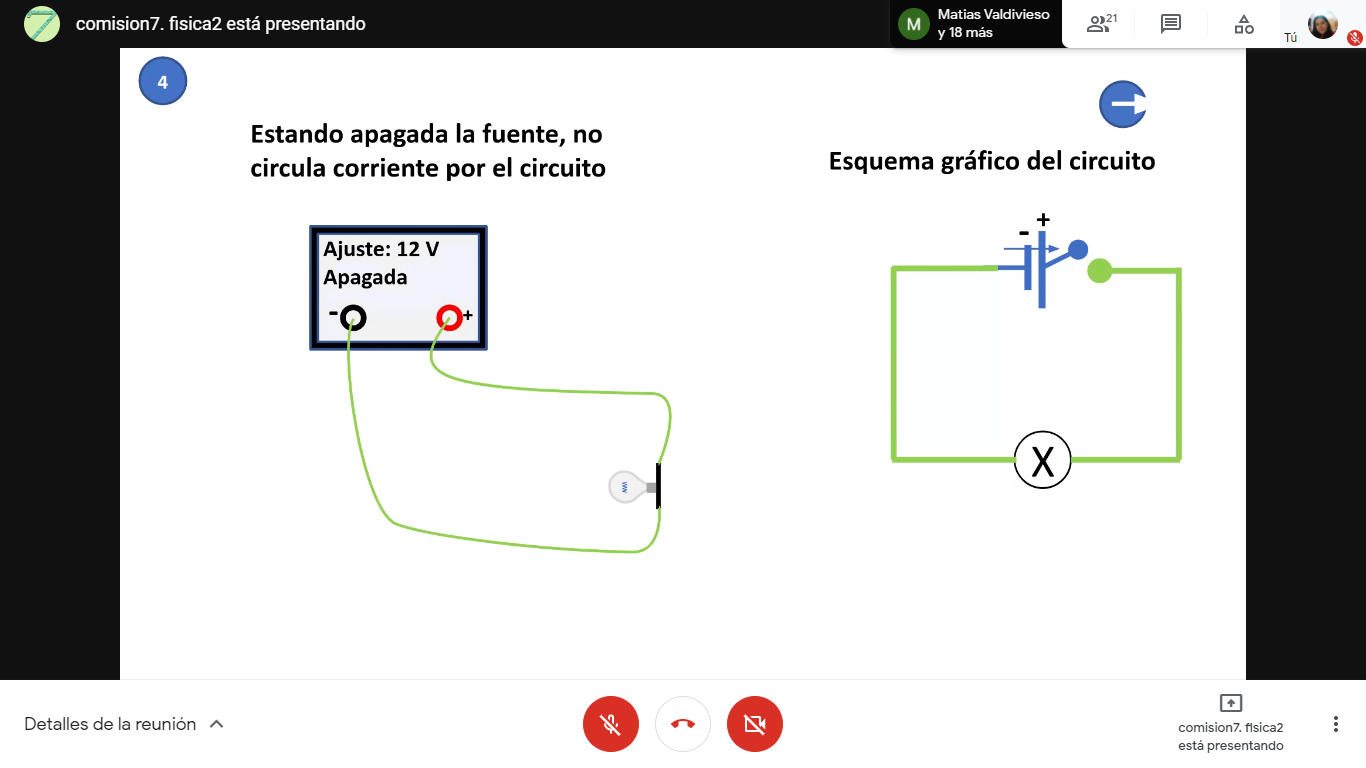 comision7. fisica2 está presentando
M
Matias Valdivieso
y 18 más
21
Tú
4
Estando apagada la fuente, no
circula corriente por el circuito
Esquema gráfico del circuito
Ajuste: 12 V
Apagada
- +
- +
X
Detalles de la reunión
comision7. fisica2
está presentando